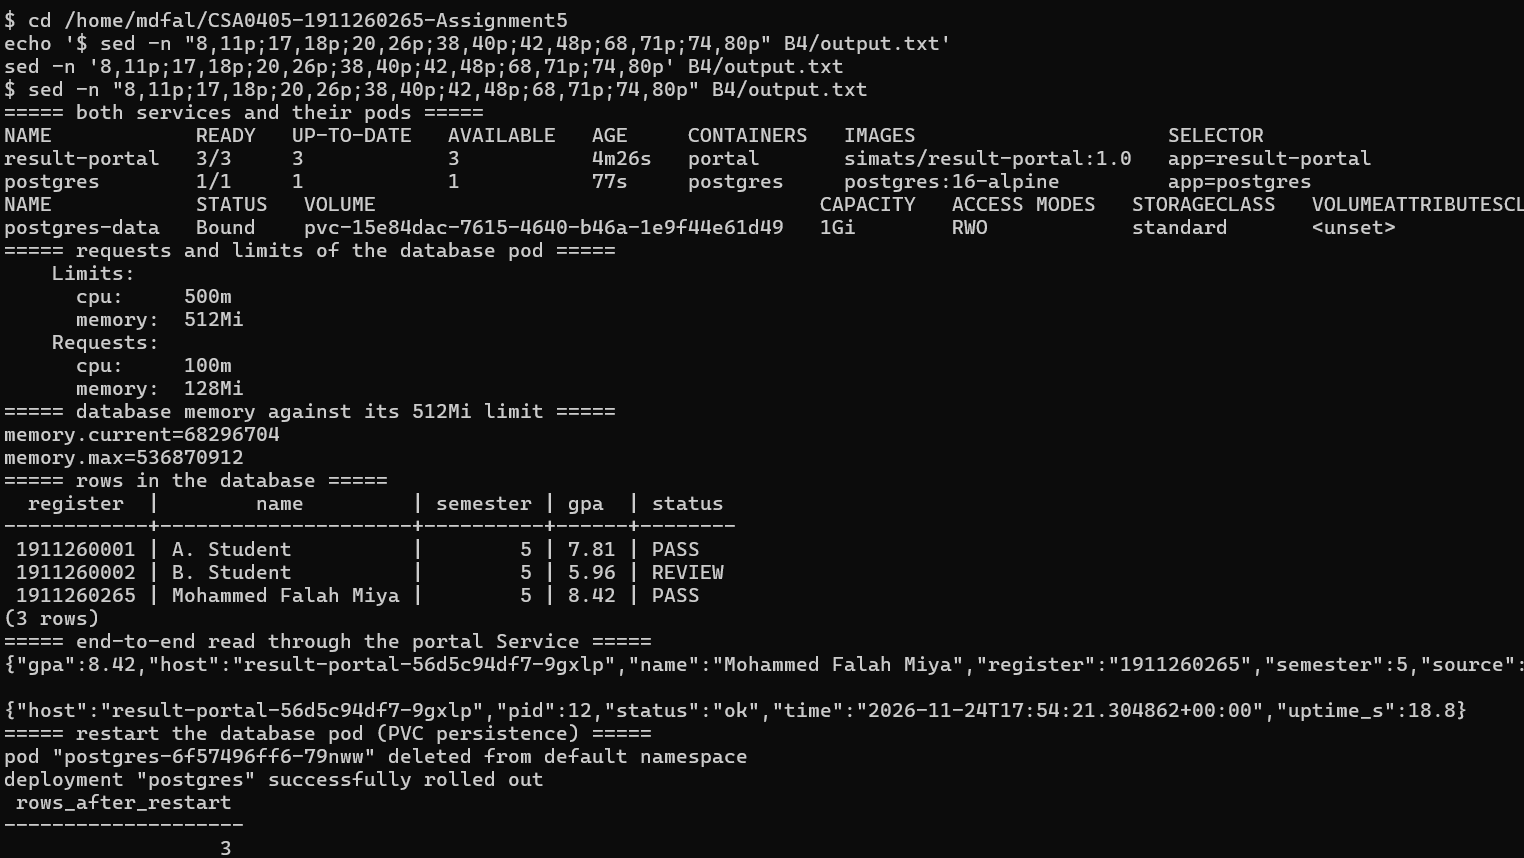 $ cd /home/mdfal/CSA0405-1911260265-Assignment5
echo '$ sed -n "8,11p;17,18p;20,26p;38,40p;42,48p;68,71p;74,80p" B4/output.txt'
sed -n '8,11p;17,18p;20,26p;38,40p;42,48p;68,71p;74,80p' B4/output.txt
$ sed -n "8,11p;17,18p;20,26p;38,40p;42,48p;68,71p;74,80p" B4/output.txt
===== both services and their pods =====
NAME            READY   UP-TO-DATE   AVAILABLE   AGE     CONTAINERS   IMAGES                     SELECTOR
result-portal   3/3     3            3           4m26s   portal       simats/result-portal:1.0   app=result-portal
postgres        1/1     1            1           77s     postgres     postgres:16-alpine         app=postgres
NAME            STATUS   VOLUME                                     CAPACITY   ACCESS MODES   STORAGECLASS   VOLUMEATTRIBUTESCL
postgres-data   Bound    pvc-15e84dac-7615-4640-b46a-1e9f44e61d49   1Gi        RWO            standard       <unset>
===== requests and limits of the database pod =====
    Limits:
      cpu:     500m
      memory:  512Mi
    Requests:
      cpu:     100m
      memory:  128Mi
===== database memory against its 512Mi limit =====
memory.current=68296704
memory.max=536870912
===== rows in the database =====
  register  |        name         | semester | gpa  | status
------------+---------------------+----------+------+--------
 1911260001 | A. Student          |        5 | 7.81 | PASS
 1911260002 | B. Student          |        5 | 5.96 | REVIEW
 1911260265 | Mohammed Falah Miya |        5 | 8.42 | PASS
(3 rows)
===== end-to-end read through the portal Service =====
{"gpa":8.42,"host":"result-portal-56d5c94df7-9gxlp","name":"Mohammed Falah Miya","register":"1911260265","semester":5,"source":
{"host":"result-portal-56d5c94df7-9gxlp","pid":12,"status":"ok","time":"2026-11-24T17:54:21.304862+00:00","uptime_s":18.8}
===== restart the database pod (PVC persistence) =====
pod "postgres-6f57496ff6-79nww" deleted from default namespace
deployment "postgres" successfully rolled out
 rows_after_restart
--------------------
                  3